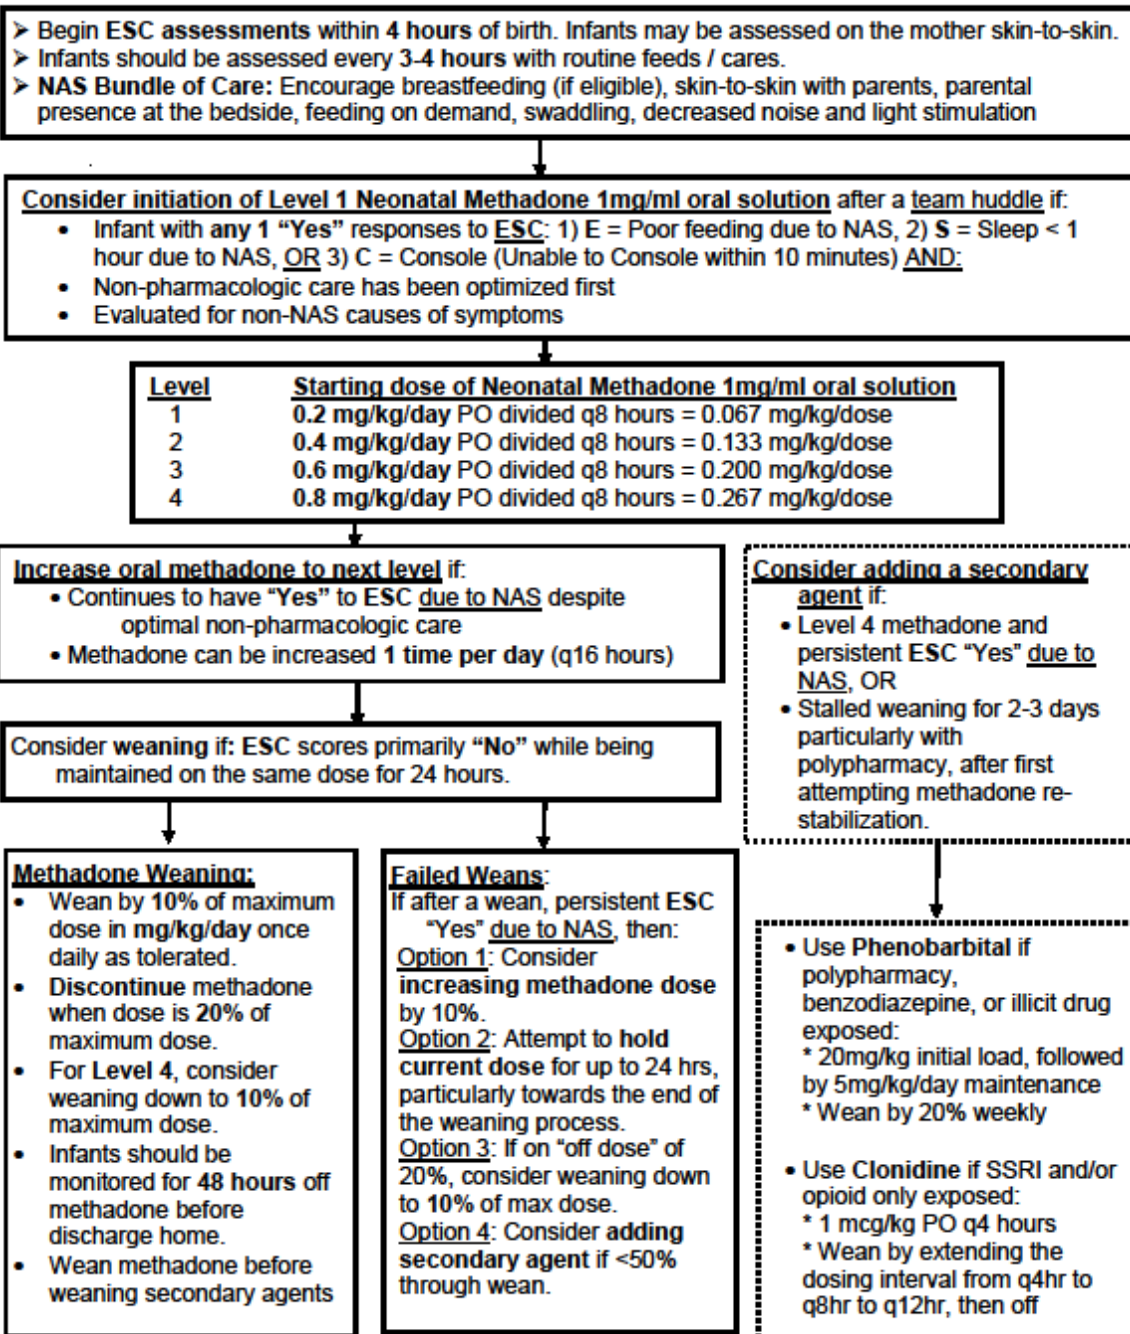 ➢ Begin ESC assessments within 4 hours of birth. Infants may be assessed on the mother skin-to-skin.
➢ Infants should be assessed every 3-4 hours with routine feeds / cares.
➢ NAS Bundle of Care: Encourage breastfeeding (if eligible), skin-to-skin with parents, parental
presence at the bedside, feeding on demand, swaddling, decreased noise and light stimulation
Consider initiation of Level 1 Neonatal Methadone 1mg/ml oral solution after a team huddle if:
• Infant with any 1 “Yes” responses to ESC: 1) E = Poor feeding due to NAS, 2) S = Sleep < 1
hour due to NAS, OR 3) C = Console (Unable to Console within 10 minutes) AND:
• Non-pharmacologic care has been optimized first
• Evaluated for non-NAS causes of symptoms
Level Starting dose of Neonatal Methadone 1mg/ml oral solution
1 0.2 mg/kg/day PO divided q8 hours = 0.067 mg/kg/dose
2 0.4 mg/kg/day PO divided q8 hours = 0.133 mg/kg/dose
3 0.6 mg/kg/day PO divided q8 hours = 0.200 mg/kg/dose
4 0.8 mg/kg/day PO divided q8 hours = 0.267 mg/kg/dose
Increase oral methadone to next level if:
• Continues to have “Yes” to ESC due to NAS despite
optimal non-pharmacologic care
• Methadone can be increased 1 time per day (q16 hours)
Consider weaning if: ESC scores primarily “No” while being
maintained on the same dose for 24 hours.
Methadone Weaning:
• Wean by 10% of maximum
dose in mg/kg/day once
daily as tolerated.
• Discontinue methadone
when dose is 20% of
maximum dose.
• For Level 4, consider
weaning down to 10% of
maximum dose.
• Infants should be
monitored for 48 hours off
methadone before
discharge home.
• Wean methadone before
weaning secondary agents
Failed Weans:
If after a wean, persistent ESC
“Yes” due to NAS, then:
Option 1: Consider
increasing methadone dose
by 10%.
Option 2: Attempt to hold
current dose for up to 24 hrs,
particularly towards the end of
the weaning process.
Option 3: If on “off dose” of
20%, consider weaning down
to 10% of max dose.
Option 4: Consider adding
secondary agent if <50%
through wean.
Consider adding a secondary
agent if:
• Level 4 methadone and
persistent ESC “Yes” due to
NAS, OR
• Stalled weaning for 2-3 days
particularly with
polypharmacy, after first
attempting methadone re-
stabilization.
• Use Phenobarbital if
polypharmacy,
benzodiazepine, or illicit drug
exposed:
* 20mg/kg initial load, followed
by 5mg/kg/day maintenance
* Wean by 20% weekly
• Use Clonidine if SSRI and/or
opioid only exposed:
* 1 mcg/kg PO q4 hours
* Wean by extending the
dosing interval from q4hr to
q8hr to q12hr, then off